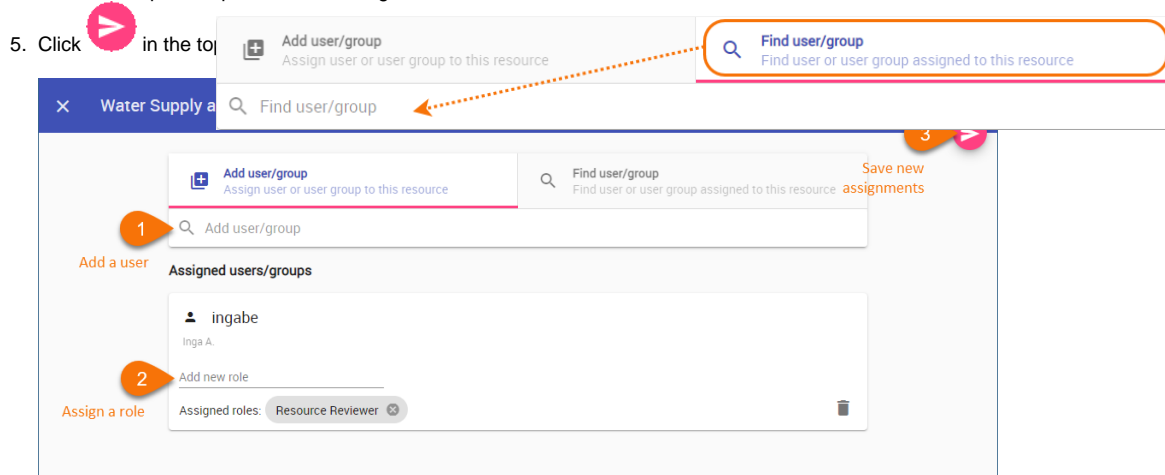 5. Click in the top
Add user/group
Assign user or user group to this resource
Find user/group
Find user or user group assigned to this resource
Find user/group
Water Supply a
3
Save new
assignments
Add user/group
Assign user or user group to this resource
Find user/group
Find user or user group assigned to this resource
1
Add user/group
Add a user
Assigned users/groups
ingabe
Inga A.
2
Add new role
Assign a role
Assigned roles: Resource Reviewer